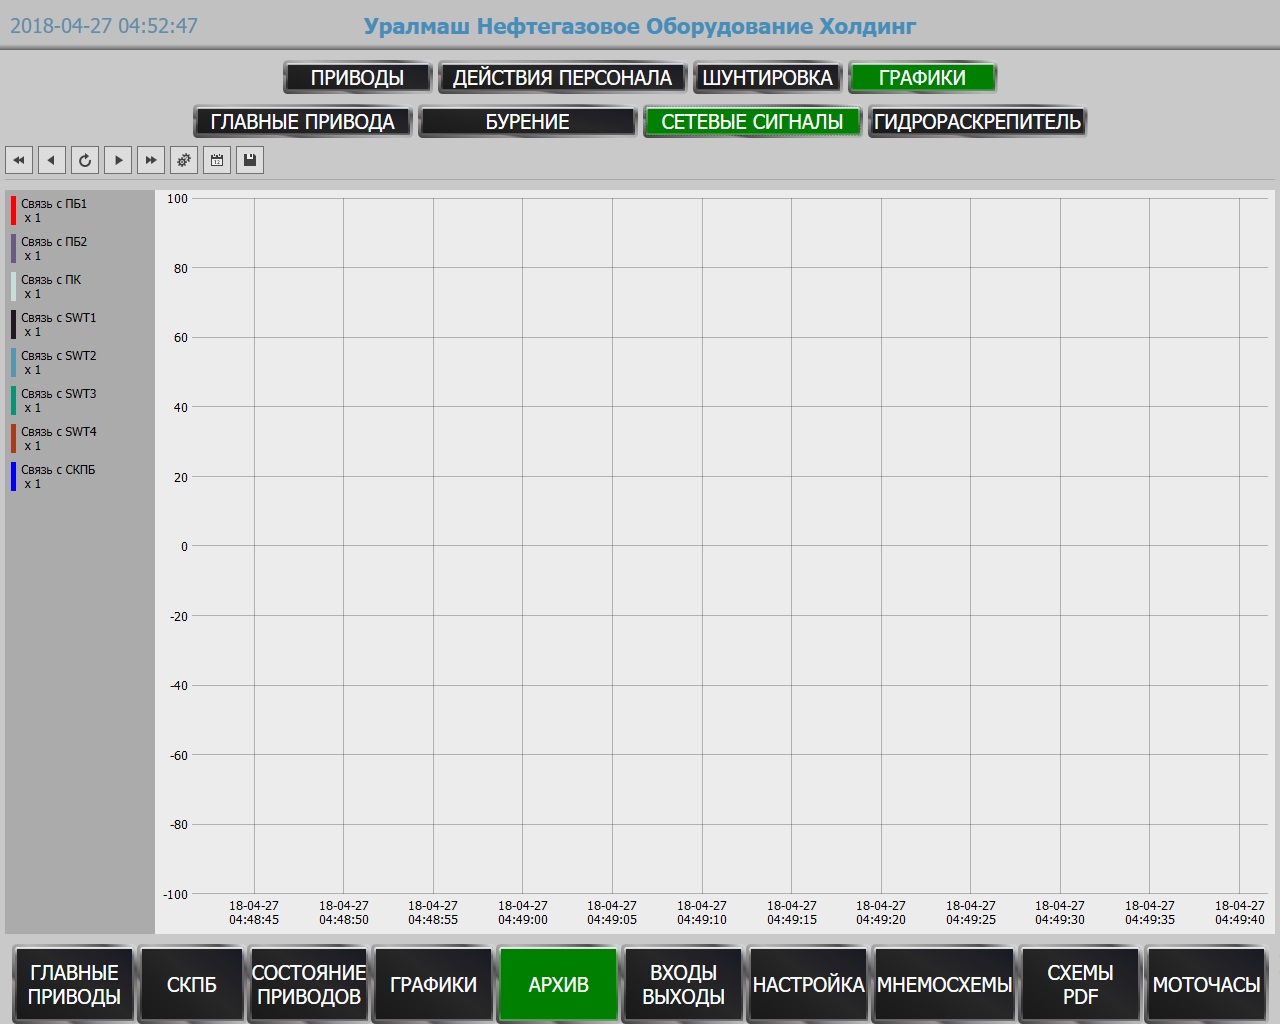 2018-04-27 04:52:47
Уралмаш Нефтегазовое Оборудование Холдинг
ПРИВОДЫ
ДЕЙСТВИЯ ПЕРСОНАЛА
ШУНТИРОВКА
ГРАФИКИ
ГЛАВНЫЕ ПРИВОДА
БУРЕНИЕ
СЕТЕВЫЕ СИГНАЛЫ
ГИДРОРАСКРЕПИТЕЛЬ
12
Связь с ПБ1
x 1
Связь с ПБ2
x 1
Связь с ПК
x 1
Связь с SWT1
x 1
Связь с SWT2
x 1
Связь с SWT3
x 1
Связь с SWT4
x 1
Связь с СКПБ
x 1
100
80
60
40
20
0
-20
-40
-60
-80
-100
18-04-27 18-04-27 18-04-27 18-04-27 18-04-27 18-04-27 18-04-27 18-04-27 18-04-27 18-04-27 18-04-27 18-04-27
04:48:45 04:48:50 04:48:55 04:49:00 04:49:05 04:49:10 04:49:15 04:49:20 04:49:25 04:49:30 04:49:35 04:49:40
ГЛАВНЫЕ
ПРИВОДЫ
СКПБ
СОСТОЯНИЕ
ПРИВОДОВ
ГРАФИКИ
АРХИВ
ВХОДЫ
ВЫХОДЫ
НАСТРОЙКА
МНЕМОСХЕМЫ
СХЕМЫ
PDF
МОТОЧАСЫ